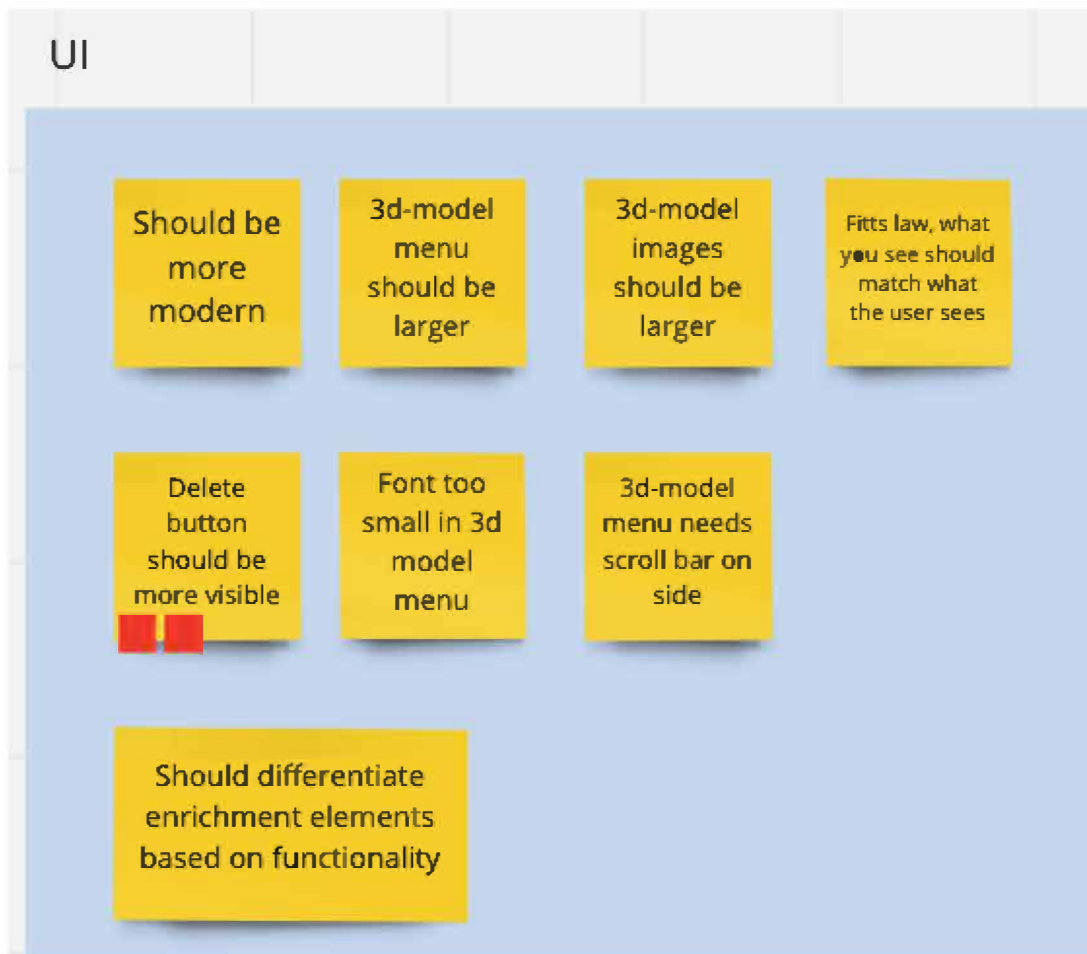 UI
Should be
more
modern
3d-model
menu
should be
larger
3d-model
images
should be
larger
Fitts law, what
you see should
match what
the user sees
Delete
button
should be
more visible
Font too
small in 3d
model
menu
3d-model
menu needs
scroll bar on
side
Should differentiate
enrichment elements
based on functionality